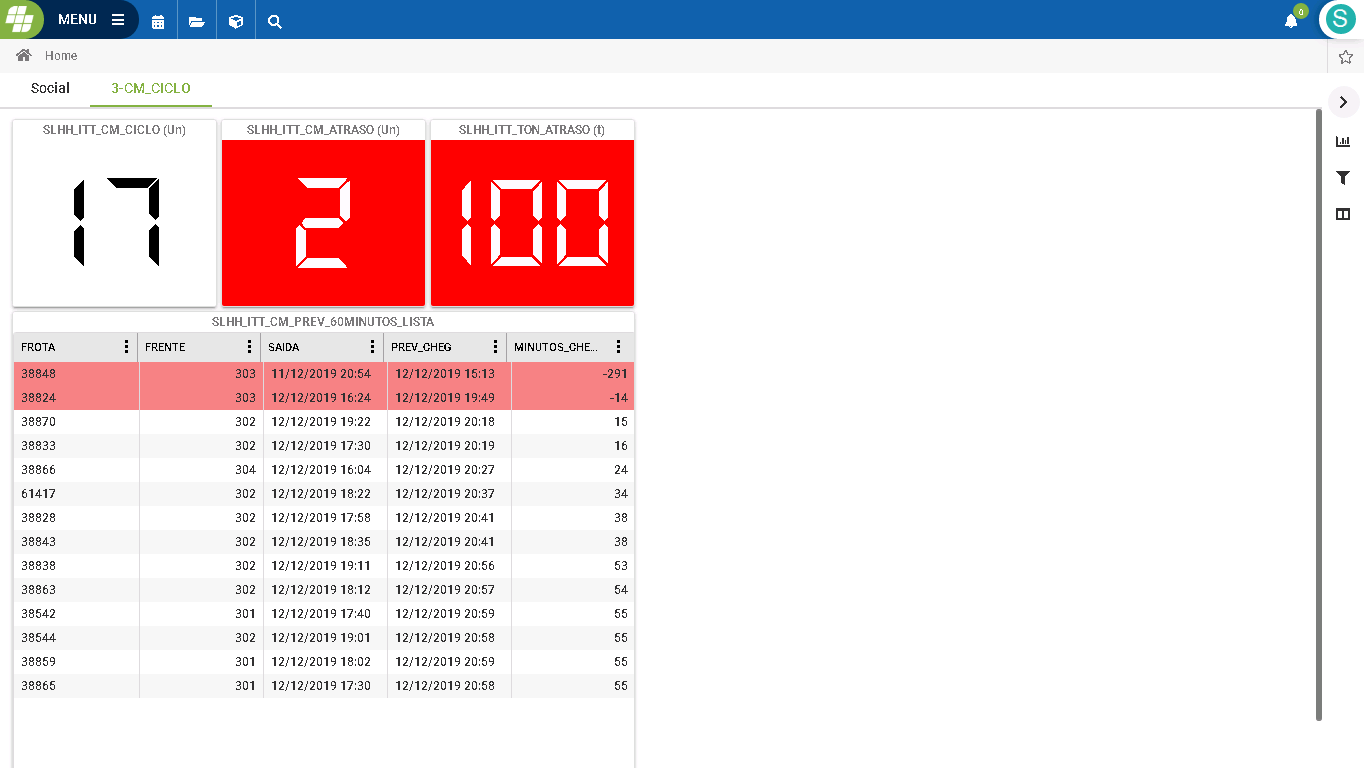 MENU
0
S
Home
Social 3-CM_CICLO
SLHH_ITT_CM_CICLO (Un) SLHH_ITT_CM_ATRASO (Un) SLHH_ITT_TON_ATRASO (t)
17 2 100
SLHH_ITT_CM_PREV_60MINUTOS_LISTA
FROTA FRENTE SAIDA PREV_CHEG MINUTOS_CHE...
38848 303 11/12/2019 20:54 12/12/2019 15:13 -291
38824 303 12/12/2019 16:24 12/12/2019 19:49 -14
38870 302 12/12/2019 19:22 12/12/2019 20:18 15
38833 302 12/12/2019 17:30 12/12/2019 20:19 16
38866 304 12/12/2019 16:04 12/12/2019 20:27 24
61417 302 12/12/2019 18:22 12/12/2019 20:37 34
38828 302 12/12/2019 17:58 12/12/2019 20:41 38
38843 302 12/12/2019 18:35 12/12/2019 20:41 38
38838 302 12/12/2019 19:11 12/12/2019 20:56 53
38863 302 12/12/2019 18:12 12/12/2019 20:57 54
38542 301 12/12/2019 17:40 12/12/2019 20:59 55
38544 302 12/12/2019 19:01 12/12/2019 20:58 55
38859 301 12/12/2019 18:02 12/12/2019 20:59 55
38865 301 12/12/2019 17:30 12/12/2019 20:58 55